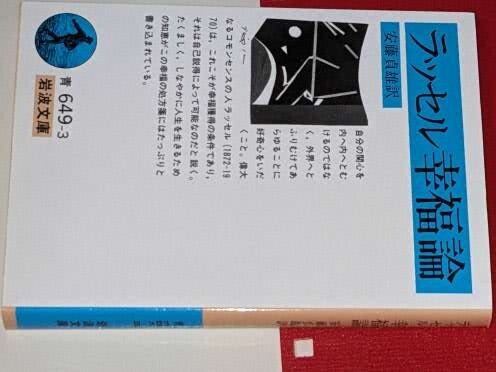 ラッセル幸福論
安藤貞雄訳
自分の関心を
内へ内へとむ
けるのではな
く、外界へと
ふりむけてあ
らゆることに
好奇心をいだ
くこと。偉大
なるコモンセンスの人ラッセル(1872-19
70)は、これこそが幸福獲得の条件であり、
それは自己説得によって可能なのだと説く。
たくましく、しなやかに人生を生きるため
の知恵がこの幸福の処方箋にはたっぷりと
書き込まれている。
青 649-3
岩波文庫